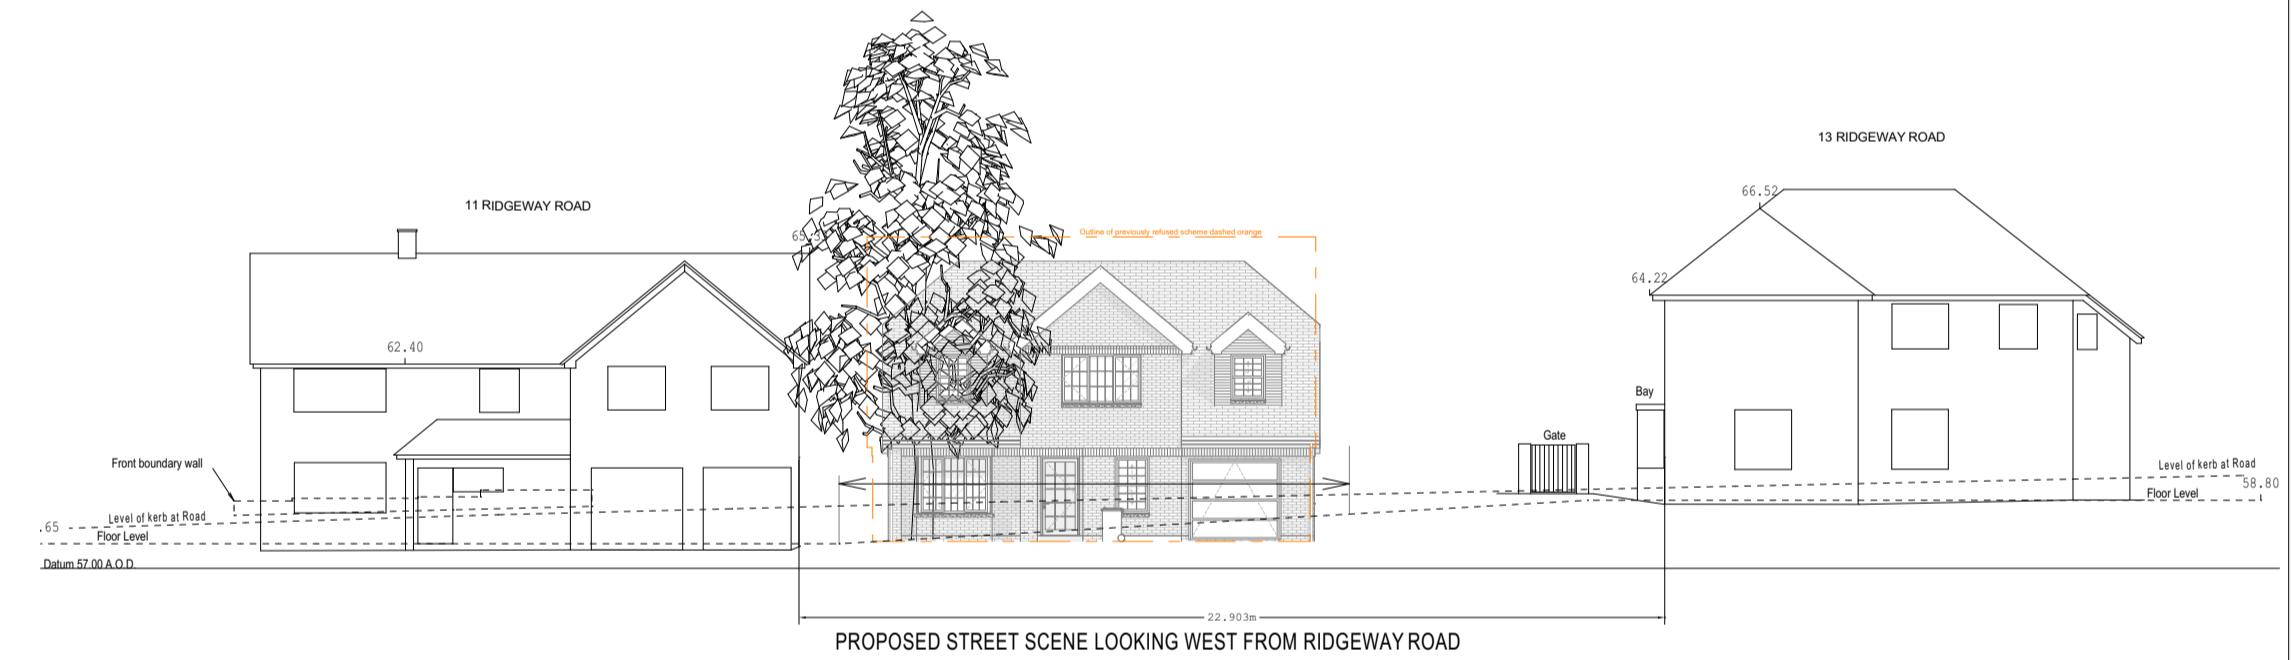 13 RIDGEWAY ROAD
66.52
11 RIDGEWAY ROAD
Outline of previously refused scheme dashed orange
64.22
62.40
Bay
Gate
Front boundary wall
Level of kerb at Road
58.80
Floor Level
.65
Level of kerb at Road
Floor Level
Datum 57.00 A.O.D.
22.903m
PROPOSED STREET SCENE LOOKING WEST FROM RIDGEWAY ROAD